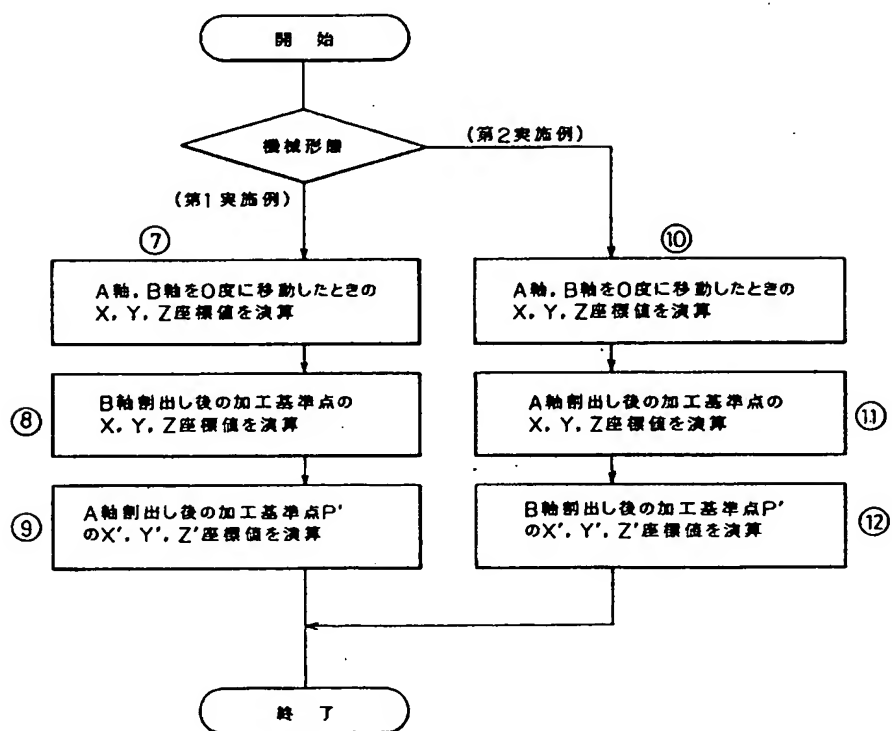 開始
機械形態
(第2実施例)
(第1実施例)
⑦
A軸，B軸を0度に移動したときの
X，Y，Z座標値を演算
⑧
B軸割出し後の加工基準点の
X，Y，Z座標値を演算
⑨
A軸割出し後の加工基準点P'
のX'，Y'，Z'座標値を演算
⑩
A軸，B軸を0度に移動したときの
X，Y，Z座標値を演算
⑪
A軸割出し後の加工基準点の
X，Y，Z座標値を演算
⑫
B軸割出し後の加工基準点P'
のX'，Y'，Z'座標値を演算
終了